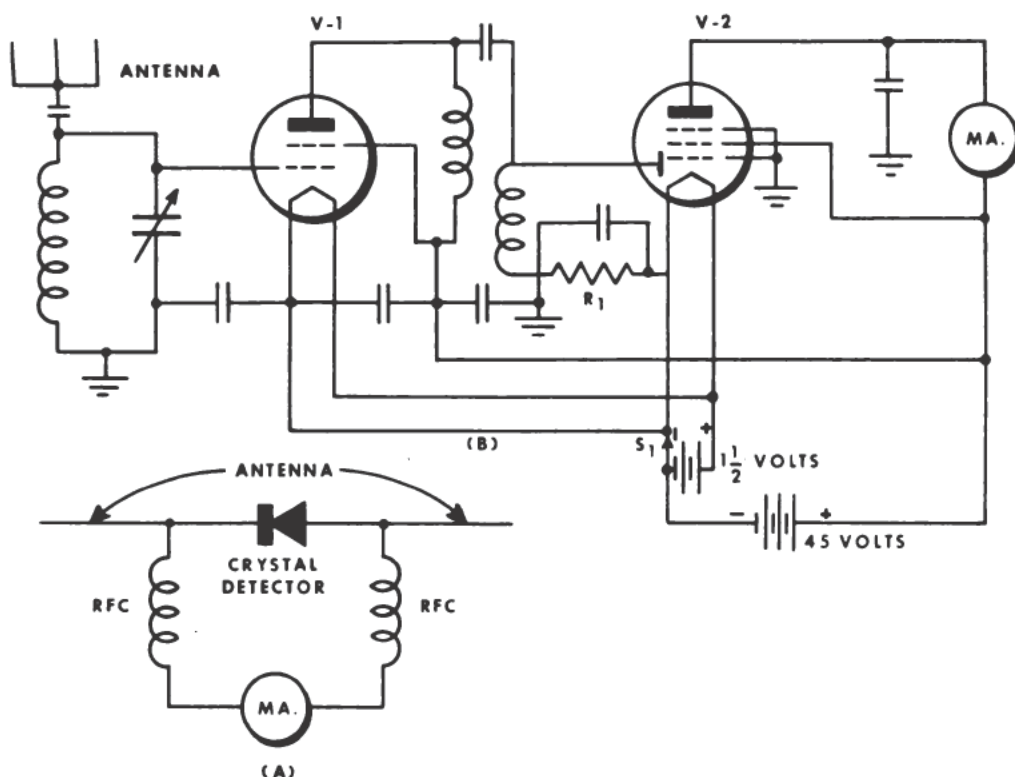 V-1
V-2
ANTENNA
MA.
R1
(B)
S1
- +
1 1/2 VOLTS
- +
45 VOLTS
ANTENNA
CRYSTAL
DETECTOR
RFC
RFC
MA.
(A)